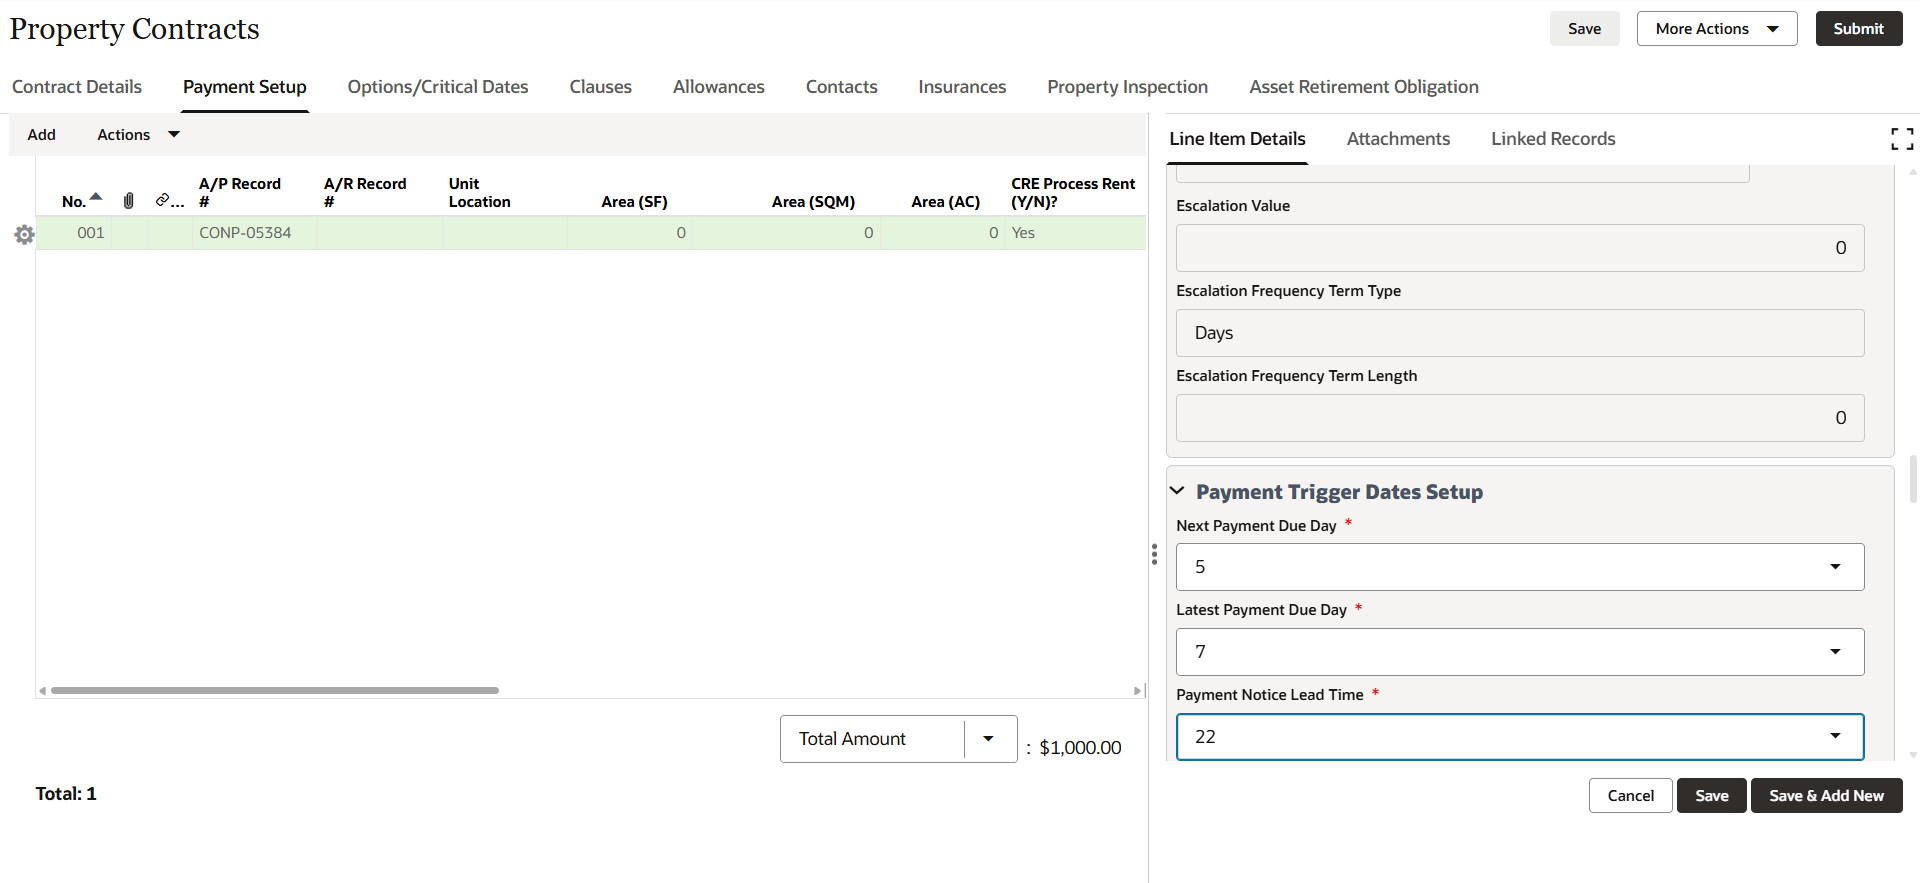 Property Contracts
Save
More Actions
Submit
Contract Details
Payment Setup
Options/Critical Dates
Clauses
Allowances
Contacts
Insurances
Property Inspection
Asset Retirement Obligation
Add
Actions
No.
...
A/P Record #
A/R Record #
Unit Location
Area (SF)
Area (SQM)
Area (AC)
CRE Process Rent (Y/N)?
001
CONP-05384
0
0
0
Yes
Total Amount
: $1,000.00
Total: 1
Line Item Details
Attachments
Linked Records
Escalation Value
0
Escalation Frequency Term Type
Days
Escalation Frequency Term Length
0
Payment Trigger Dates Setup
Next Payment Due Day *
5
Latest Payment Due Day *
7
Payment Notice Lead Time *
22
Cancel
Save
Save & Add New